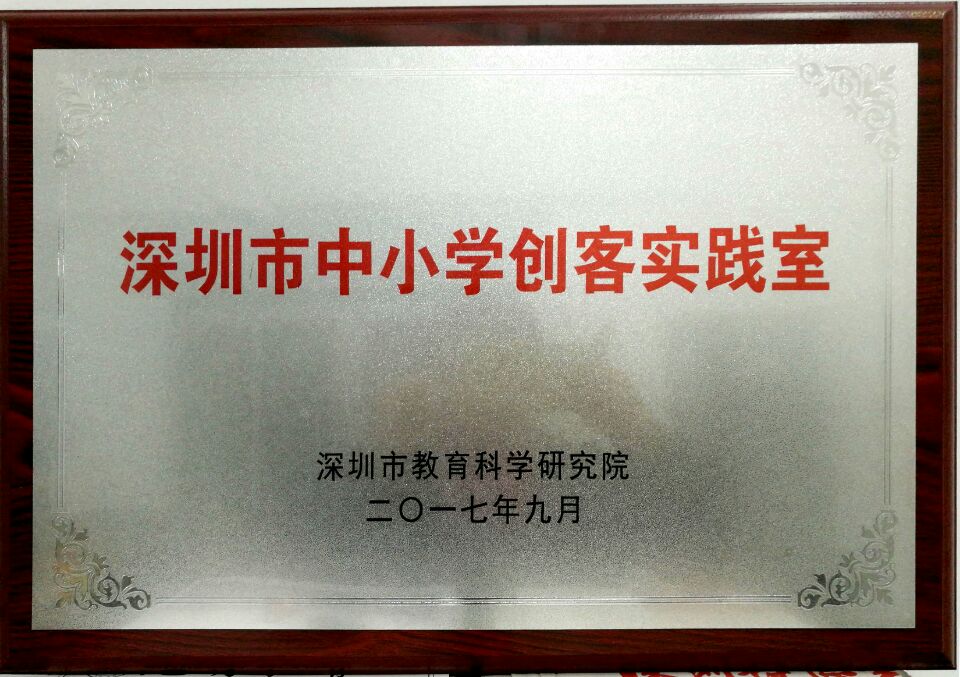 深圳市中小学创客实践室
深圳市教育科学研究院
二〇一七年九月